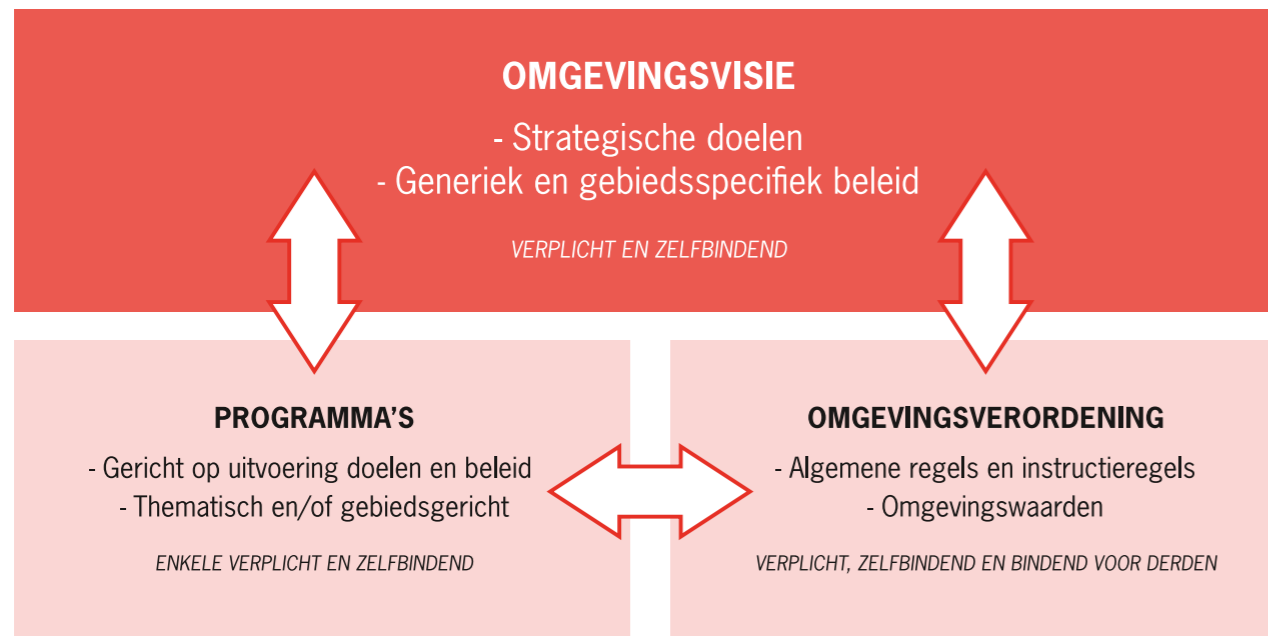 OMGEVINGSVISIE
- Strategische doelen
- Generiek en gebiedsspecifiek beleid
VERPLICHT EN ZELFBINDEND
PROGRAMMA'S
- Gericht op uitvoering doelen en beleid
- Thematisch en/of gebiedsgericht
ENKELE VERPLICHT EN ZELFBINDEND
OMGEVINGSVERORDENING
- Algemene regels en instructieregels
- Omgevingswaarden
VERPLICHT, ZELFBINDEND EN BINDEND VOOR DERDEN